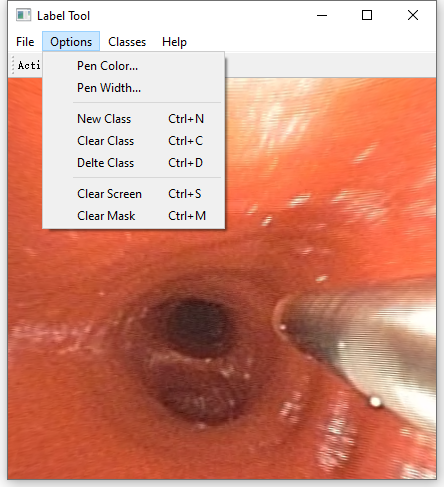 Label Tool
File Options Classes Help
Acti
Pen Color...
Pen Width...
New Class Ctrl+N
Clear Class Ctrl+C
Delte Class Ctrl+D
Clear Screen Ctrl+S
Clear Mask Ctrl+M